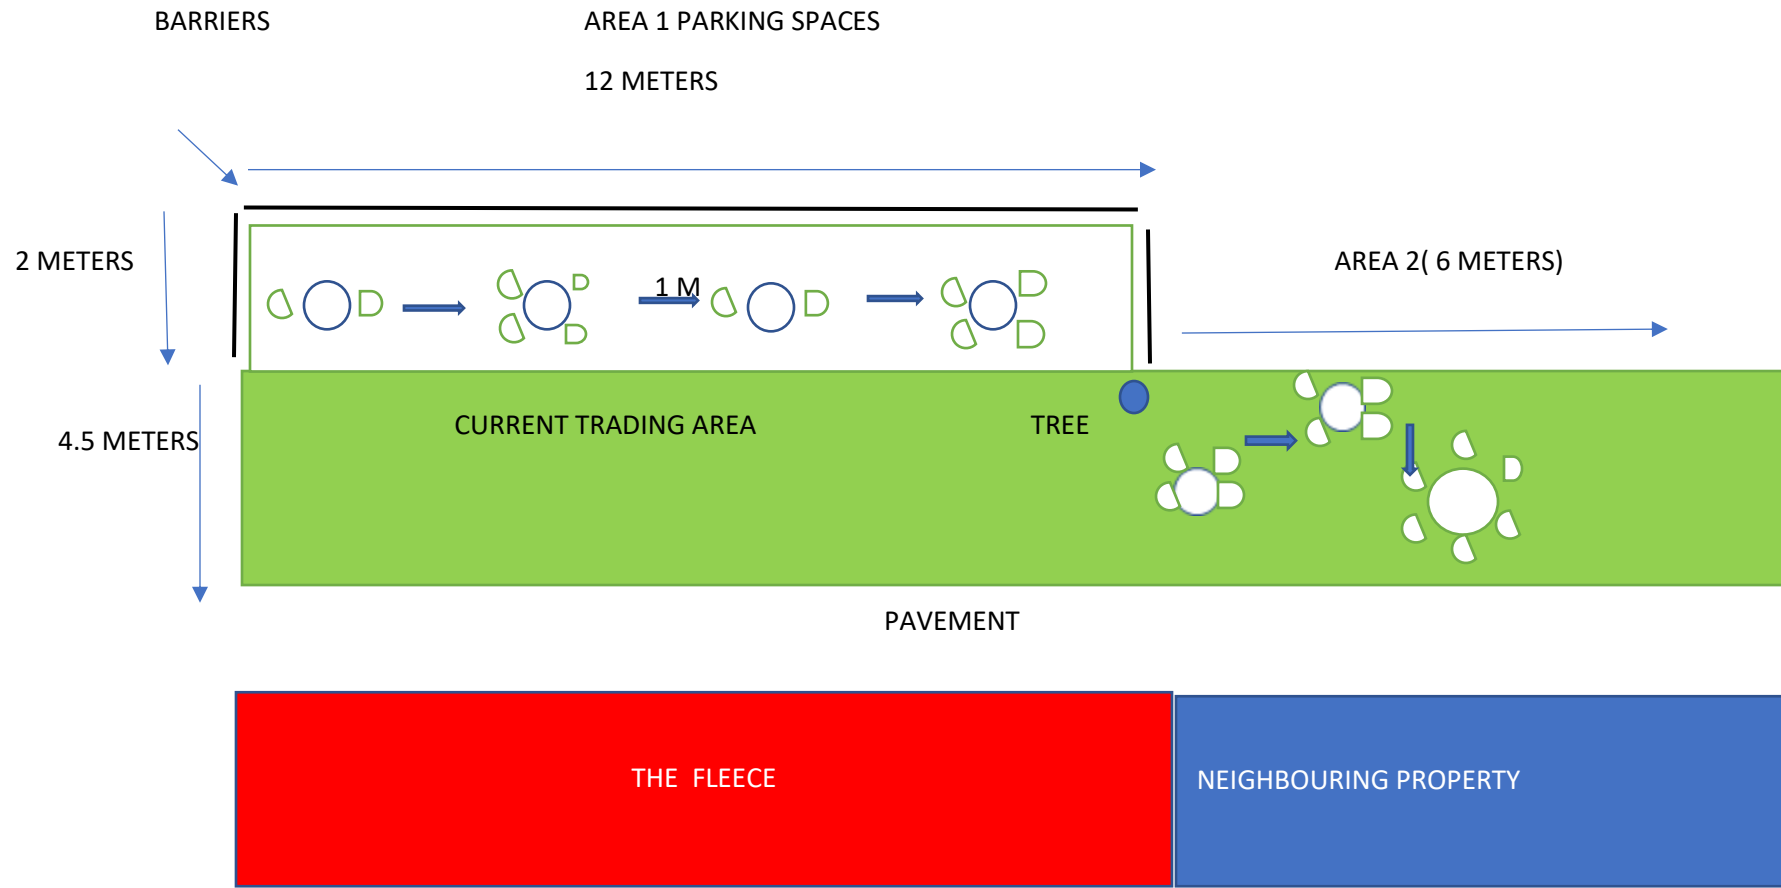 BARRIERS
AREA 1 PARKING SPACES
12 METERS
2 METERS
1 M
AREA 2( 6 METERS)
4.5 METERS
CURRENT TRADING AREA
TREE
PAVEMENT
THE  FLEECE
NEIGHBOURING PROPERTY